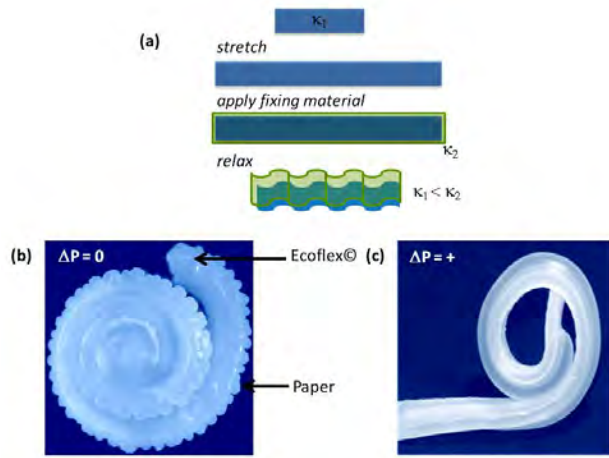 κ₁
(a)
stretch
apply fixing material
κ₂
relax
κ₁ < κ₂
(b)
ΔP = 0
Ecoflex©
(c)
ΔP = +
Paper